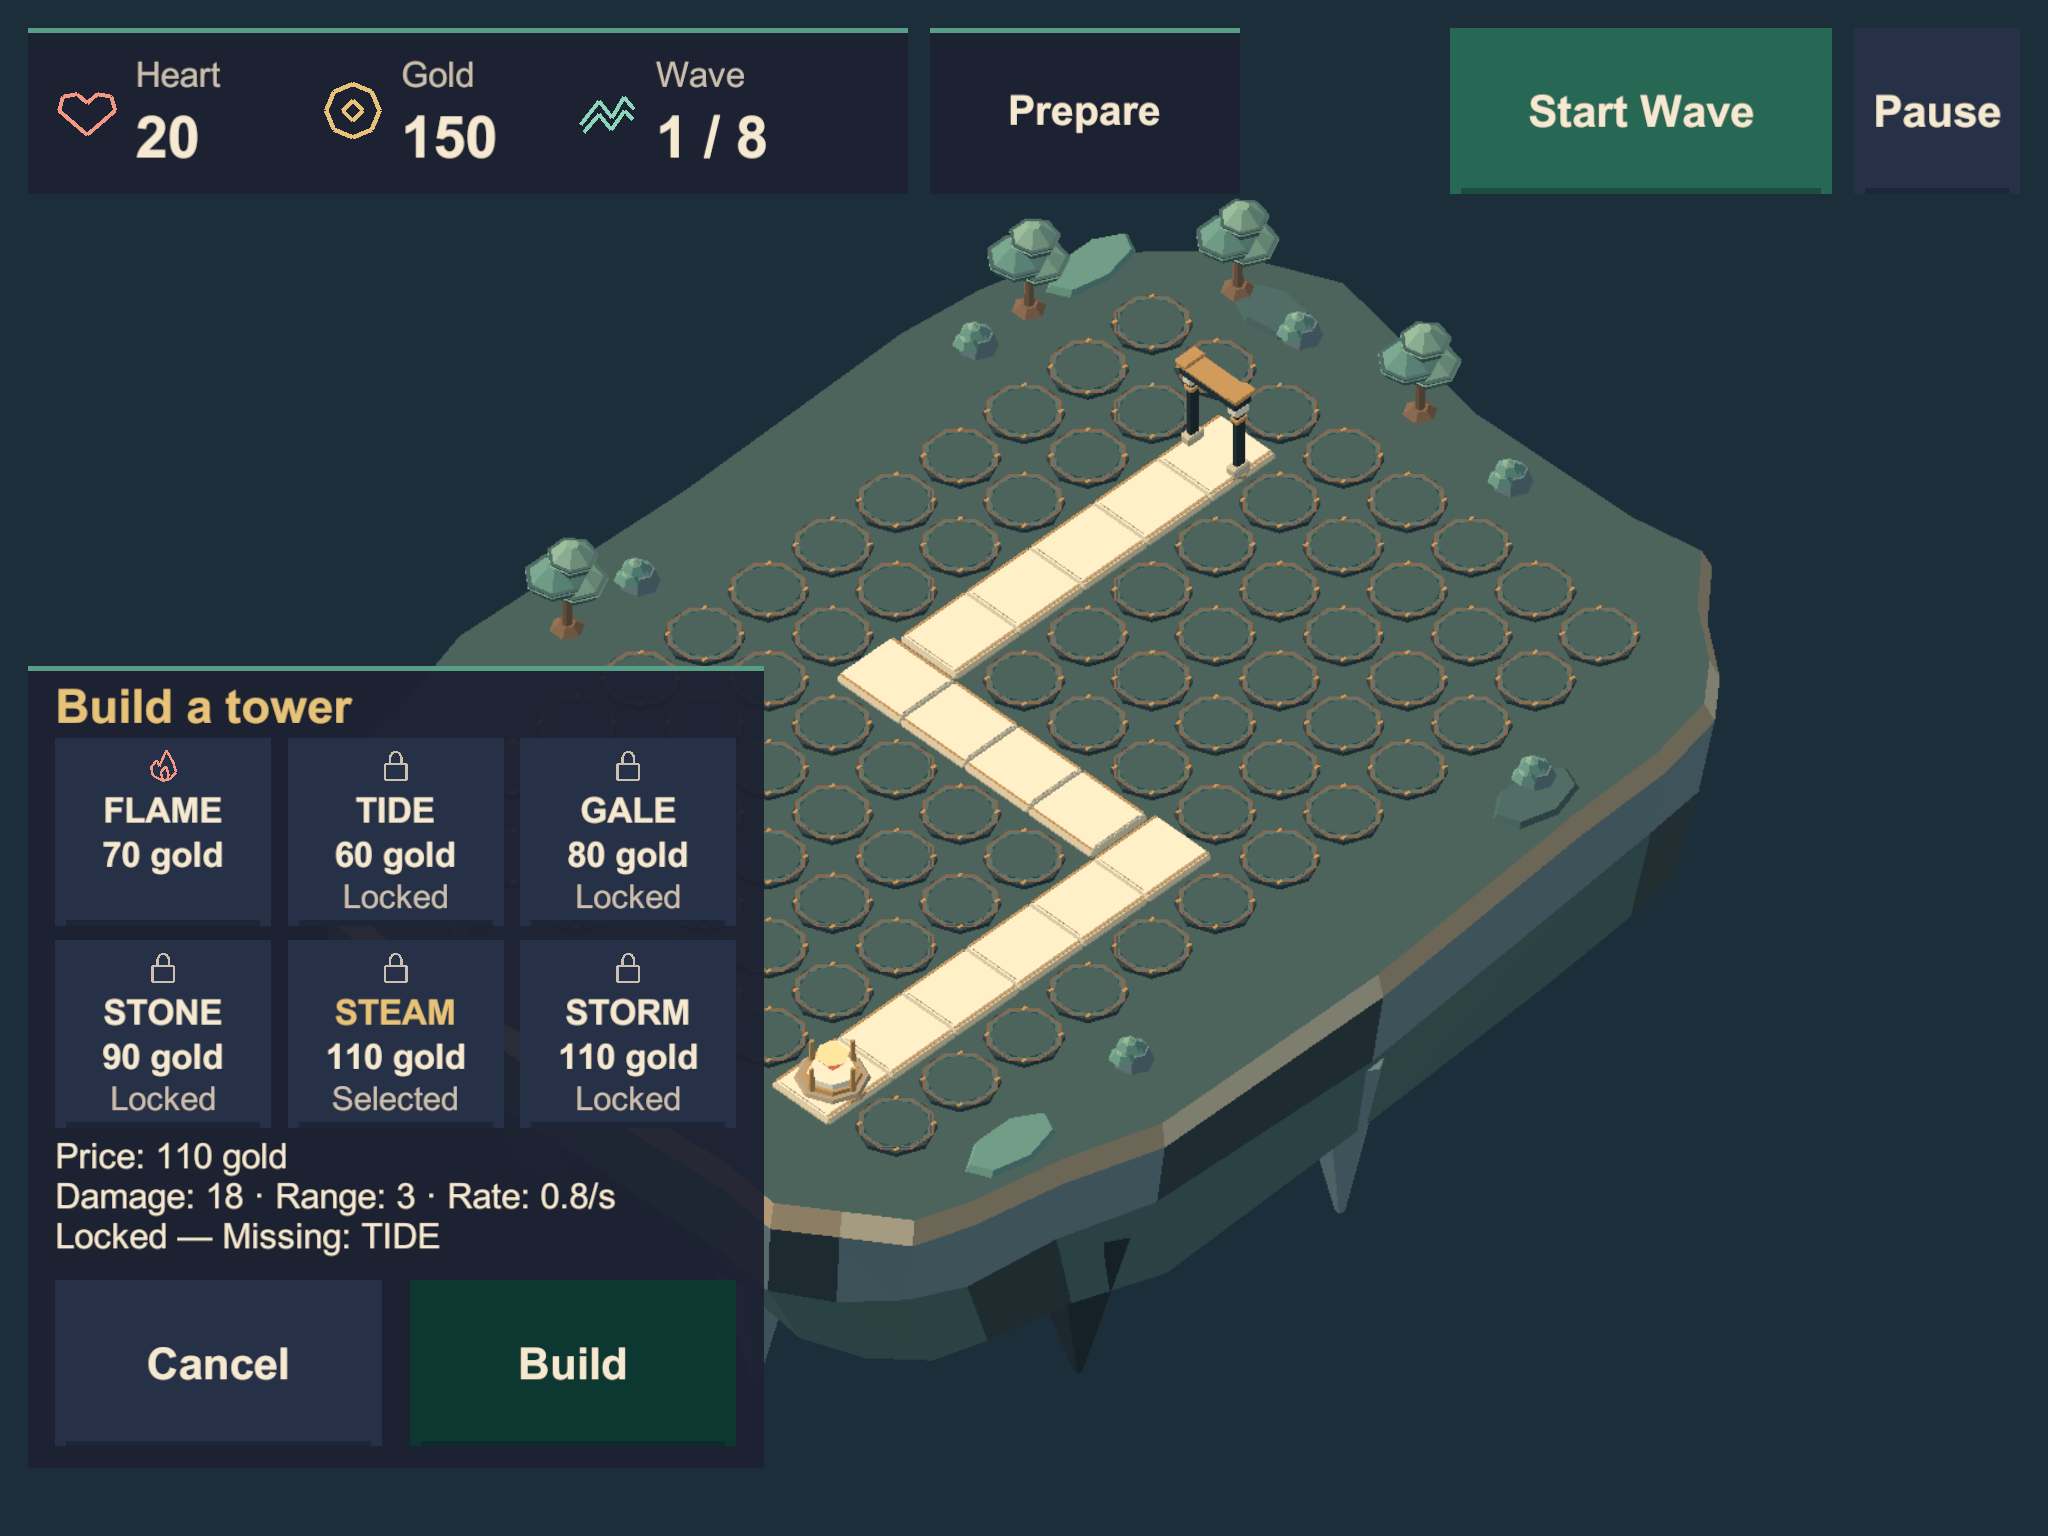 Heart
20
Gold
150
Wave
1 / 8
Prepare
Start Wave
Pause
Build a tower
FLAME
70 gold
TIDE
60 gold
Locked
GALE
80 gold
Locked
STONE
90 gold
Locked
STEAM
110 gold
Selected
STORM
110 gold
Locked
Price: 110 gold
Damage: 18 · Range: 3 · Rate: 0.8/s
Locked — Missing: TIDE
Cancel
Build